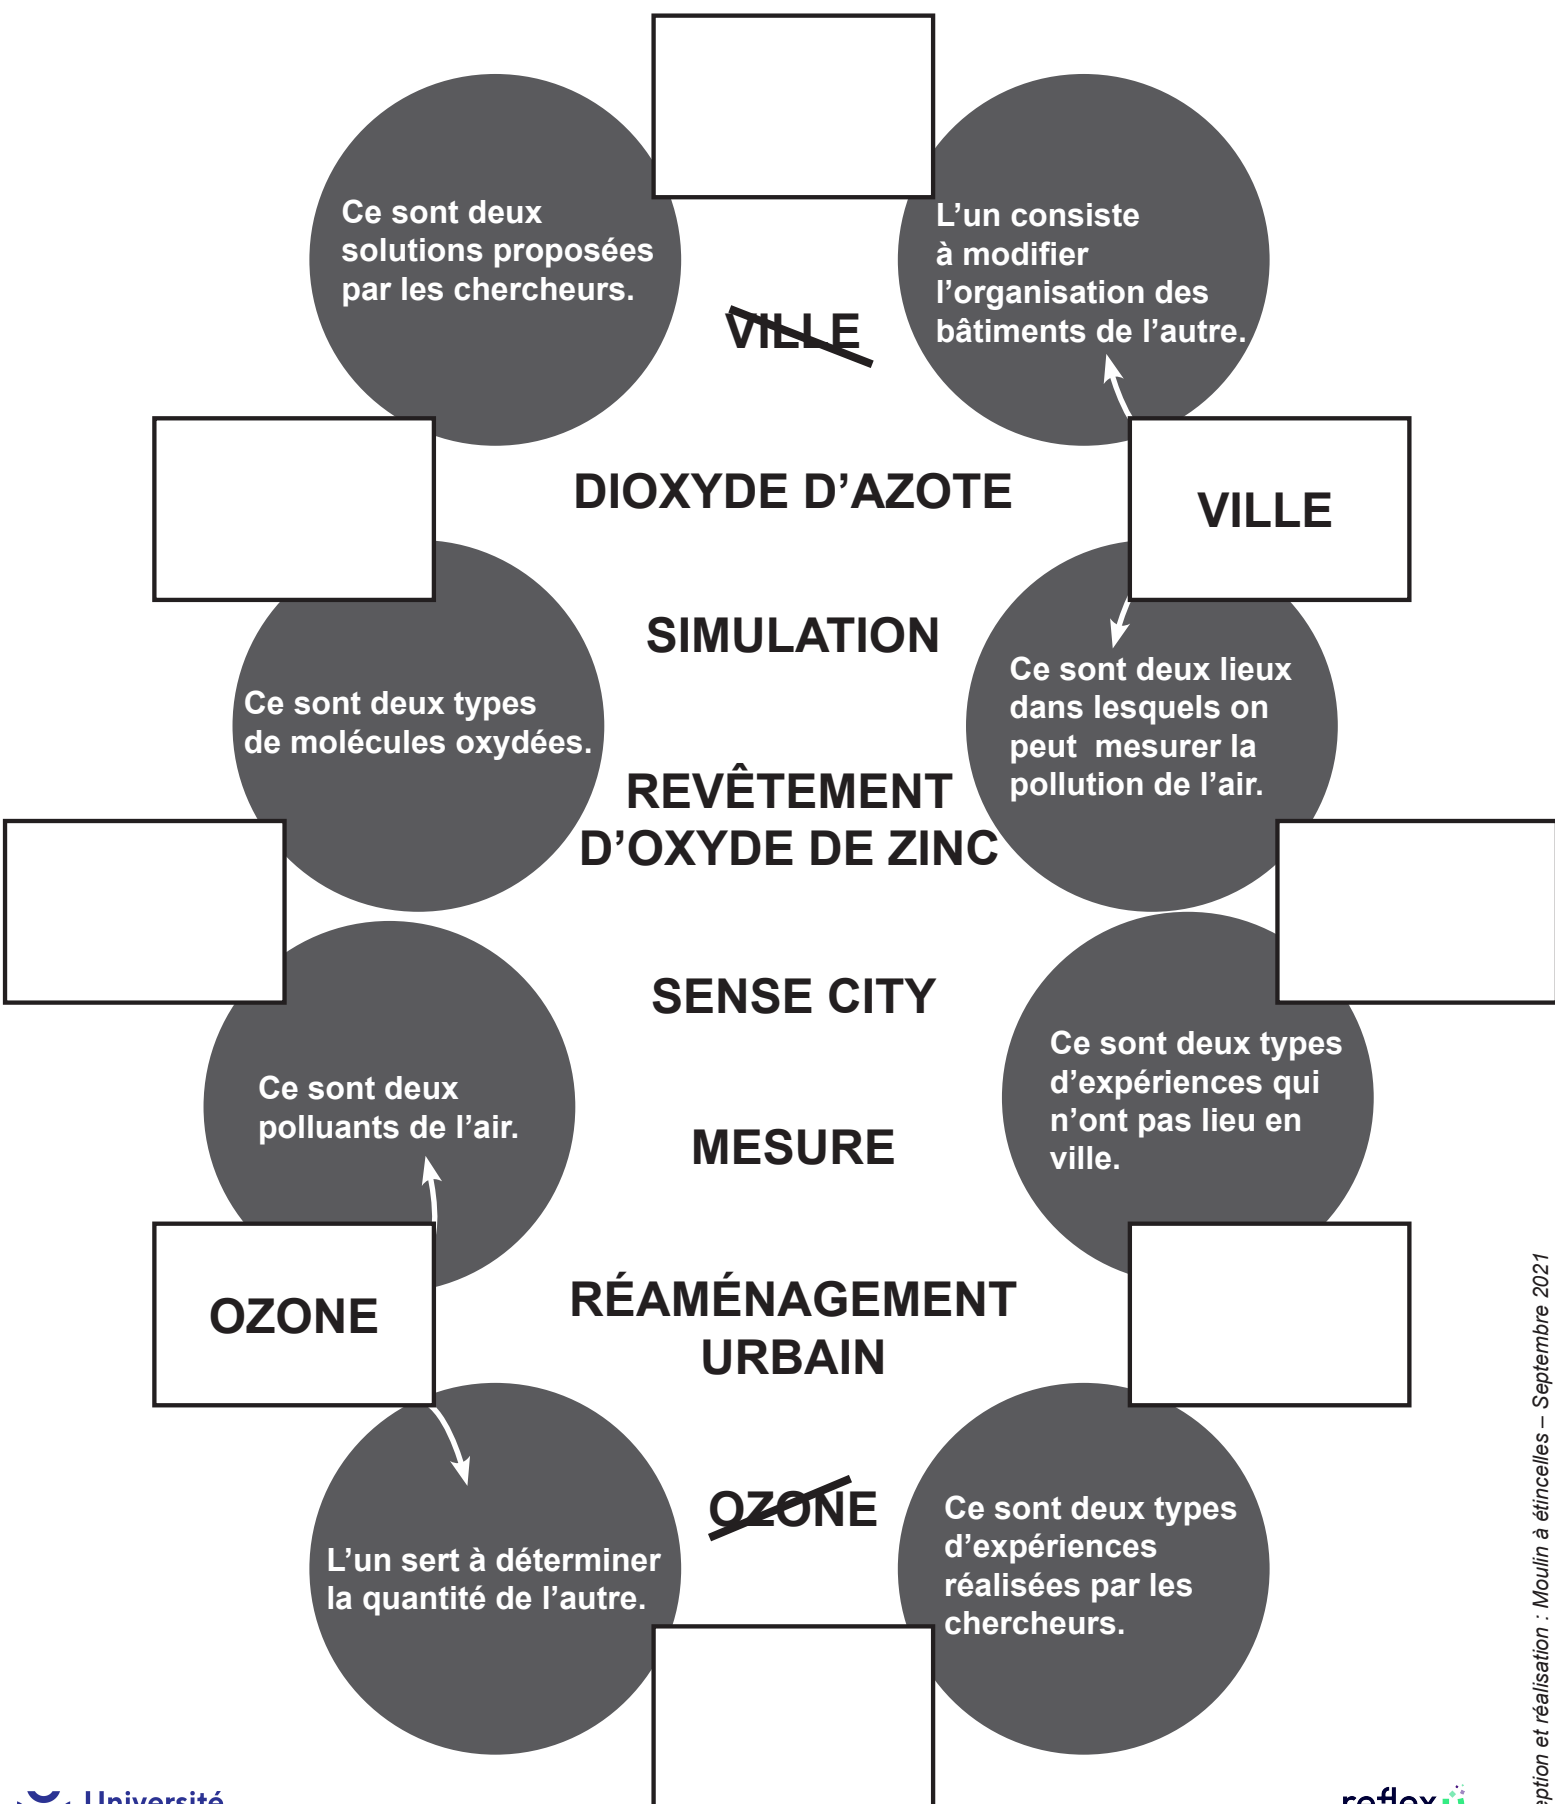 Ce sont deux
solutions proposées
par les chercheurs.
L’un consiste
à modifier
l’organisation des
bâtiments de l’autre.
VILLE
DIOXYDE D’AZOTE
VILLE
SIMULATION
Ce sont deux types
de molécules oxydées.
Ce sont deux lieux
dans lesquels on
peut mesurer la
pollution de l’air.
REVÊTEMENT
D’OXYDE DE ZINC
SENSE CITY
Ce sont deux
polluants de l’air.
Ce sont deux types
d’expériences qui
n’ont pas lieu en
ville.
MESURE
OZONE
RÉAMÉNAGEMENT
URBAIN
OZONE
L’un sert à déterminer
la quantité de l’autre.
Ce sont deux types
d’expériences
réalisées par les
chercheurs.
et réalisation : Moulin à étincelles – Septembre 2021
Université
reflex